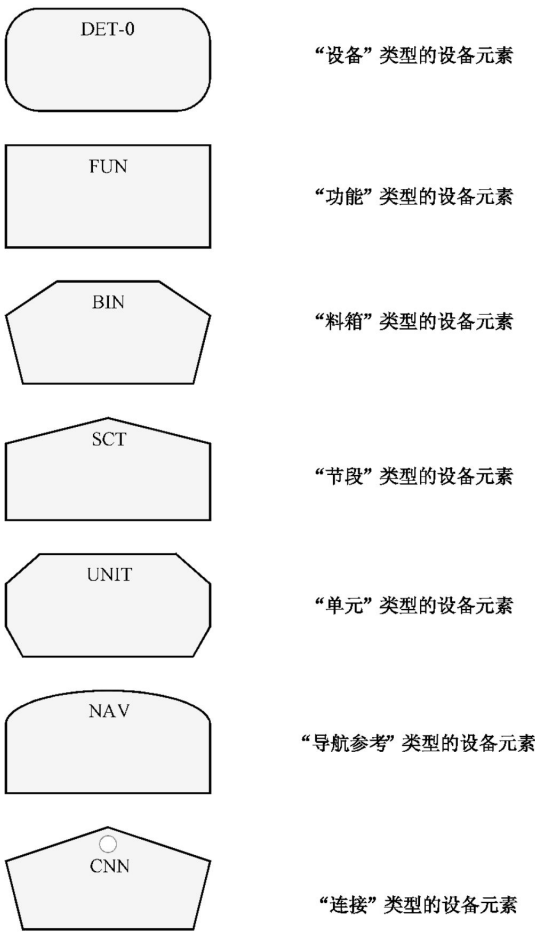 DET-0
“设备”类型的设备元素
FUN
“功能”类型的设备元素
BIN
“料箱”类型的设备元素
SCT
“节段”类型的设备元素
UNIT
“单元”类型的设备元素
NAV
“导航参考”类型的设备元素
CNN
“连接”类型的设备元素